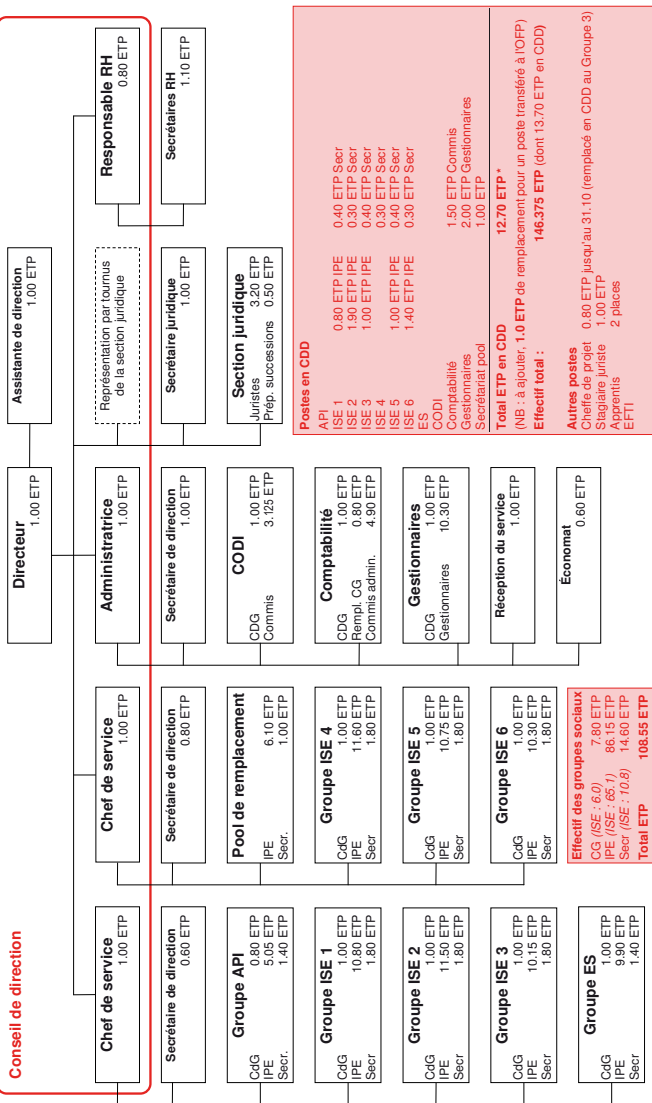 Conseil de direction
Directeur
1.00 ETP
Assistante de direction
1.00 ETP
Chef de service
1.00 ETP
Chef de service
1.00 ETP
Administratrice
1.00 ETP
Représentation par tournus
de la section juridique
Responsable RH
0.80 ETP
Secrétaire de direction
0.60 ETP
Groupe API
CdG 0.80 ETP
IPE 5.05 ETP
Secr. 1.40 ETP
Groupe ISE 1
CdG 1.00 ETP
IPE 10.80 ETP
Secr 1.80 ETP
Groupe ISE 2
CdG 1.00 ETP
IPE 11.50 ETP
Secr 1.80 ETP
Groupe ISE 3
CdG 1.00 ETP
IPE 10.15 ETP
Secr 1.80 ETP
Groupe ES
CdG 1.00 ETP
IPE 9.90 ETP
Secr 1.40 ETP
Secrétaire de direction
0.80 ETP
Pool de remplacement
IPE 6.10 ETP
Secr. 1.00 ETP
Groupe ISE 4
CdG 1.00 ETP
IPE 11.60 ETP
Secr 1.80 ETP
Groupe ISE 5
CdG 1.00 ETP
IPE 10.75 ETP
Secr 1.80 ETP
Groupe ISE 6
CdG 1.00 ETP
IPE 10.30 ETP
Secr 1.80 ETP
Effectif des groupes sociaux
CG (ISE : 6.0) 7.80 ETP
IPE (ISE : 65.1) 86.15 ETP
Secr (ISE : 10.8) 14.60 ETP
Total ETP 108.55 ETP
Secrétaire de direction
1.00 ETP
CODI
CDG 1.00 ETP
Commis 3.125 ETP
Comptabilité
CDG 1.00 ETP
Rempl. CG 0.80 ETP
Commis admin. 4.90 ETP
Gestionnaires
CDG 1.00 ETP
Gestionnaires 10.30 ETP
Réception du service
1.00 ETP
Économat
0.60 ETP
Secrétaire juridique
1.00 ETP
Section juridique
Juristes 3.20 ETP
Prép. successions 0.50 ETP
Secrétaires RH
1.10 ETP
Postes en CDD
API
ISE 1 0.80 ETP IPE 0.40 ETP Secr
ISE 2 1.90 ETP IPE 0.30 ETP Secr
ISE 3 1.00 ETP IPE 0.40 ETP Secr
ISE 4 0.30 ETP Secr
ISE 5 1.00 ETP IPE 0.40 ETP Secr
ISE 6 1.40 ETP IPE 0.30 ETP Secr
ES
CODI
Comptabilité 1.50 ETP Commis
Gestionnaires 2.00 ETP Gestionnaires
Secrétariat pool 1.00 ETP
Total ETP en CDD 12.70 ETP *
(NB : à ajouter, 1.0 ETP de remplacement pour un poste transféré à l'OFP)
Effectif total : 146.375 ETP (dont 13.70 ETP en CDD)
Autres postes
Cheffe de projet 0.80 ETP jusqu'au 31.10 (remplacé en CDD au Groupe 3)
Stagiaire juriste 1.00 ETP
Apprentis 2 places
EFTI